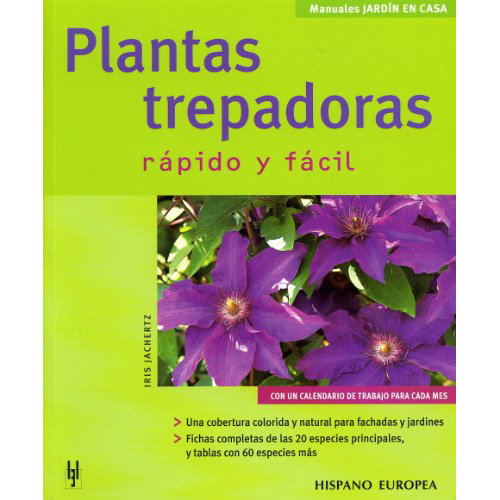 Manuales JARDÍN EN CASA
Plantas
trepadoras
rápido y fácil
IRIS JACHERTZ
CON UN CALENDARIO DE TRABAJO PARA CADA MES
Una cobertura colorida y natural para fachadas y jardines
Fichas completas de las 20 especies principales,
y tablas con 60 especies más
HISPANO EUROPEA